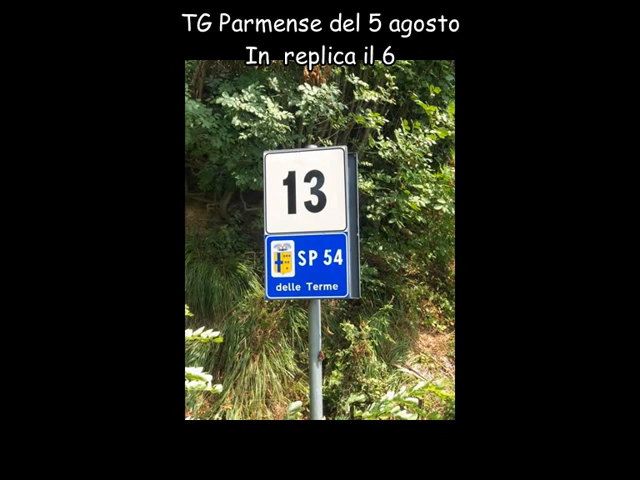 TG Parmense del 5 agosto
In replica il 6
13
SP 54
delle Terme